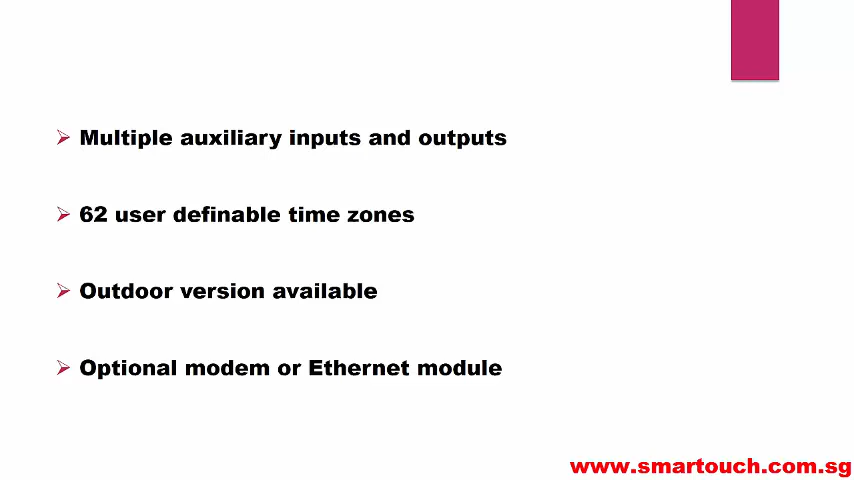 Multiple auxiliary inputs and outputs
62 user definable time zones
Outdoor version available
Optional modem or Ethernet module
www.smartouch.com.sg